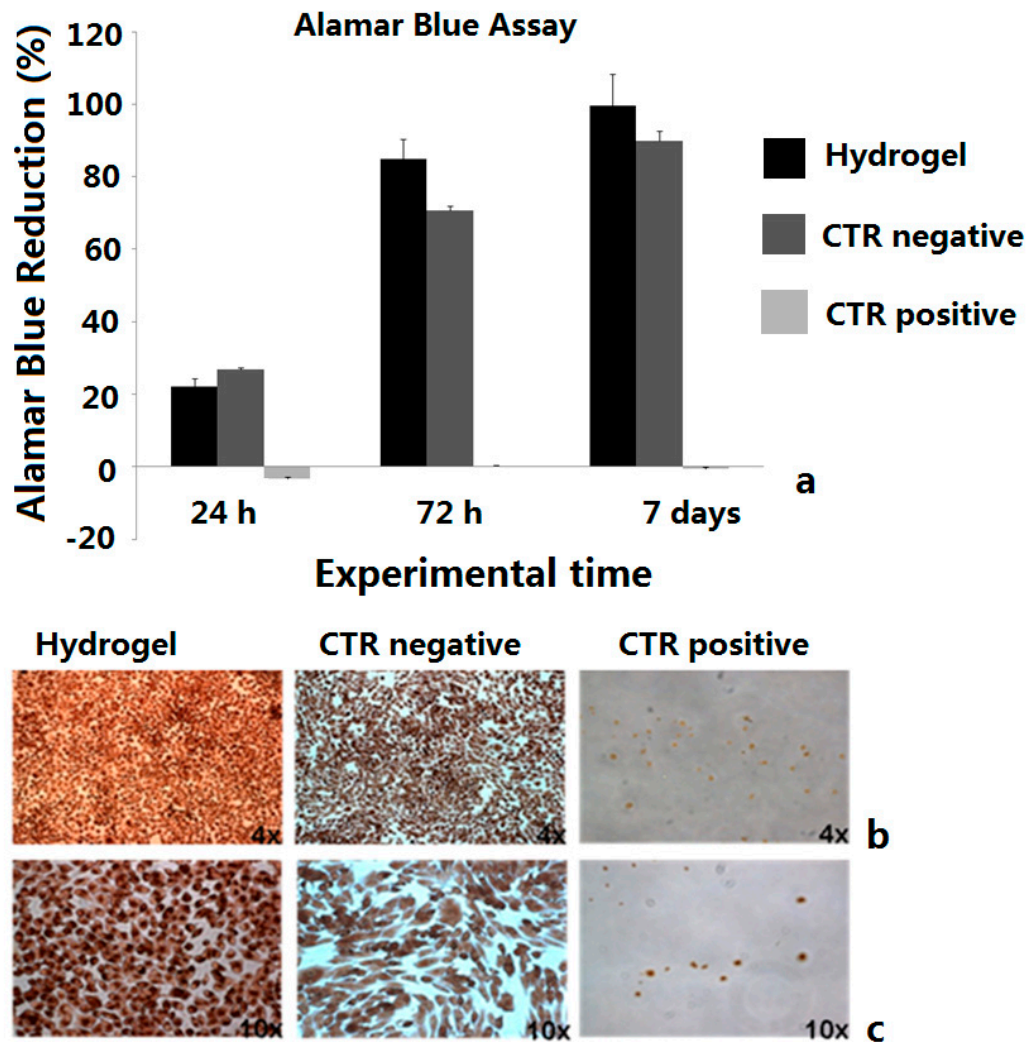 Alamar Blue Assay
Alamar Blue Reduction (%)
120
100
80
60
40
20
0
-20
Hydrogel
CTR negative
CTR positive
a
24 h 72 h 7 days
Experimental time
Hydrogel CTR negative CTR positive
4x 4x 4x b
10x 10x 10x c